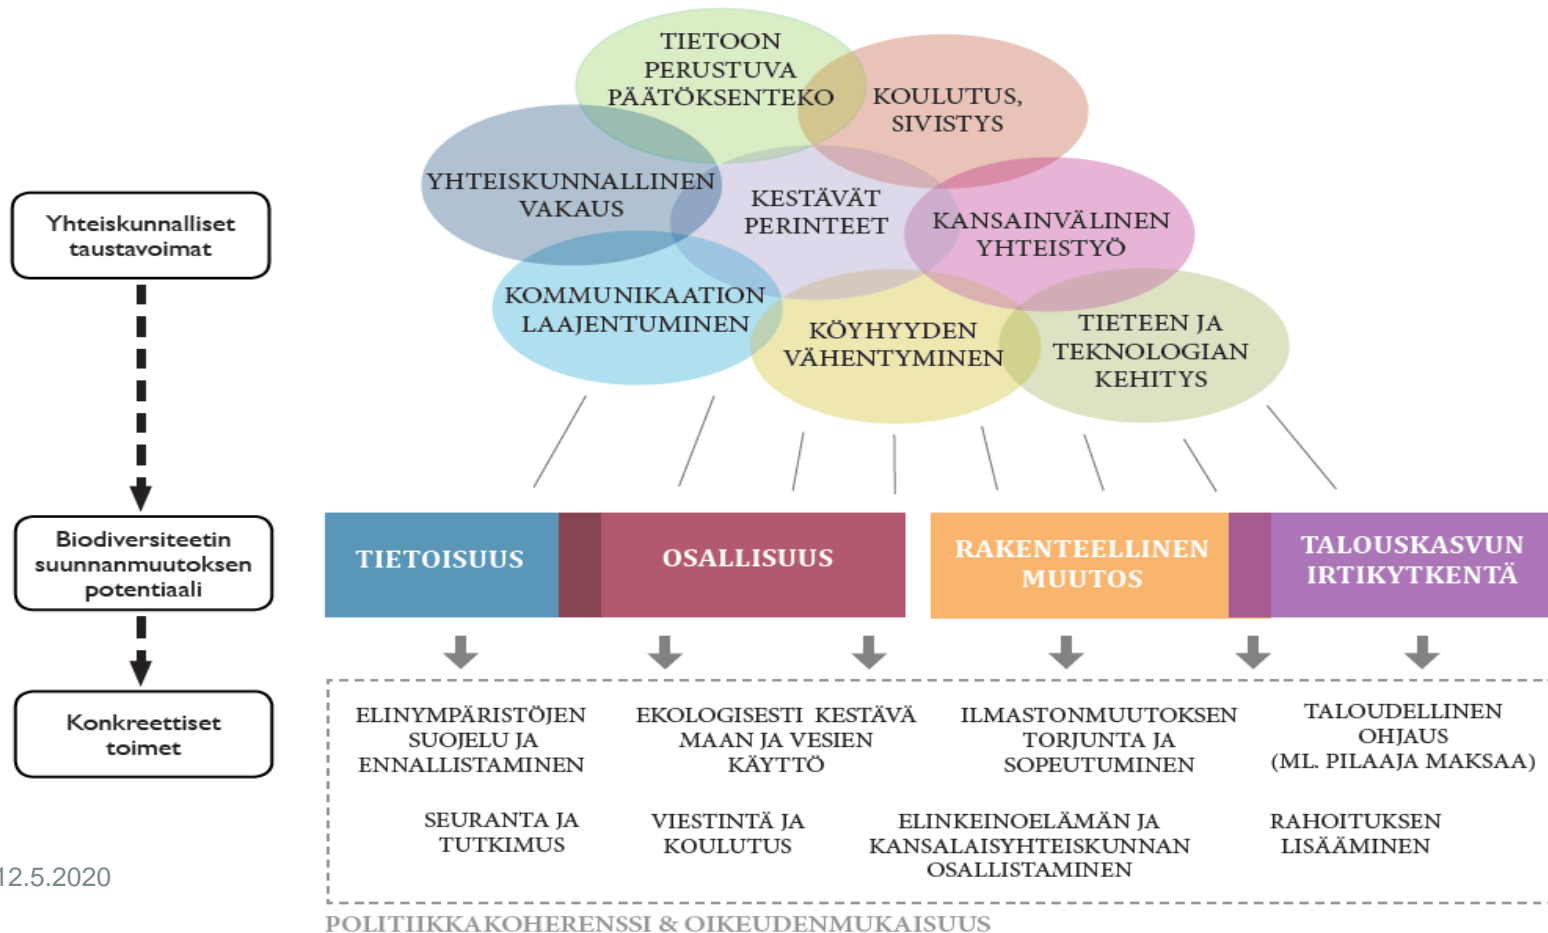 TIETOON
PERUSTUVA
PÄÄTÖKSENTEKO
KOULUTUS,
SIVISTYS
YHTEISKUNNALLINEN
VAKAUS
KESTÄVÄT
PERINTEET
KANSAINVÄLINEN
YHTEISTYÖ
KOMMUNIKAATION
LAAJENTUMINEN
KÖYHYYDEN
VÄHENTYMINEN
TIETEEN JA
TEKNOLOGIAN
KEHITYS
Yhteiskunnalliset
taustavoimat
Biodiversiteetin
suunnanmuutoksen
potentiaali
TIETOISUUS
OSALLISUUS
RAKENTEELLINEN
MUUTOS
TALOUSKASVUN
IRTIKYTKENTÄ
Konkreettiset
toimet
ELINYMPÄRISTÖJEN
SUOJELU JA
ENNALLISTAMINEN
EKOLOGISESTI KESTÄVÄ
MAAN JA VESIEN
KÄYTTÖ
ILMASTONMUUTOKSEN
TORJUNTA JA
SOPEUTUMINEN
TALOUDELLINEN
OHJAUS
(ML. PILAAJA MAKSAA)
SEURANTA JA
TUTKIMUS
VIESTINTÄ JA
KOULUTUS
ELINKEINOELÄMÄN JA
KANSALAISYHTEISKUNNAN
OSALLISTAMINEN
RAHOITUKSEN
LISÄÄMINEN
12.5.2020
POLITIIKKAKOHERENSSI & OIKEUDENMUKAISUUS